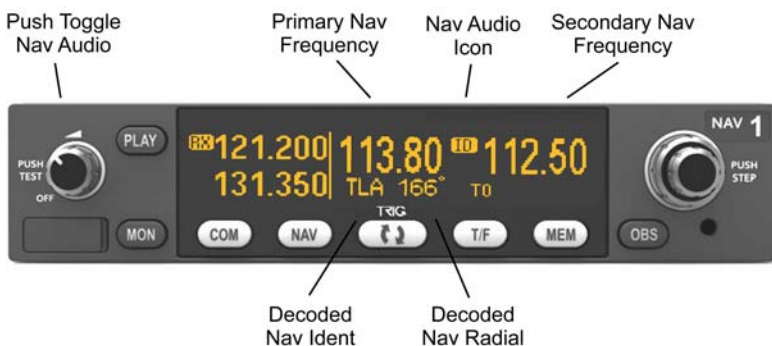 Push Toggle
Nav Audio
Primary Nav
Frequency
Nav Audio
Icon
Secondary Nav
Frequency
NAV 1
PLAY
RX 121.200 113.80 ID 112.50
131.350 TLA 166° TO
PUSH
TEST
OFF
PUSH
STEP
TRIG
MON COM NAV T/F MEM OBS
Decoded
Nav Ident
Decoded
Nav Radial